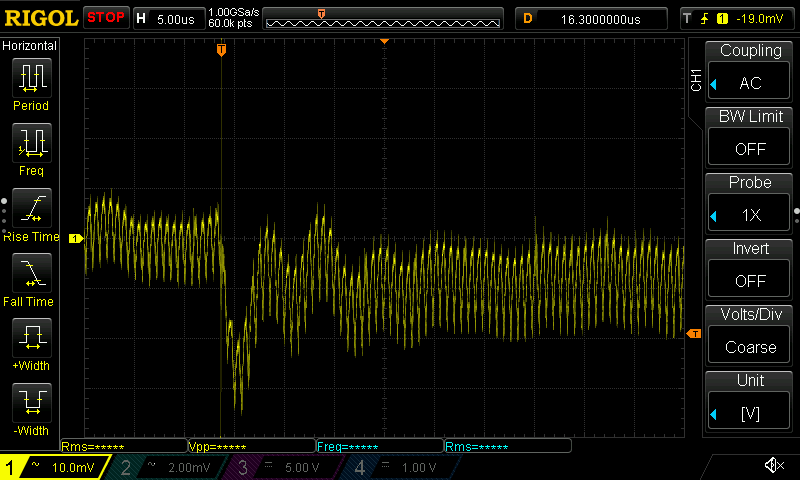 RIGOL STOP H 5.00us 1.00GSa/s 60.0k pts T D 16.3000000us T 1 -19.0mV
Horizontal
Period
Freq
Rise Time
Fall Time
+Width
-Width
T
1
T
CH1
Coupling
AC
BW Limit
OFF
Probe
1X
Invert
OFF
Volts/Div
Coarse
Unit
[V]
Rms=***** Vpp=***** Freq=***** Rms=*****
1 ~ 10.0mV 2 ~ 2.00mV 3 5.00 V 4 1.00 V